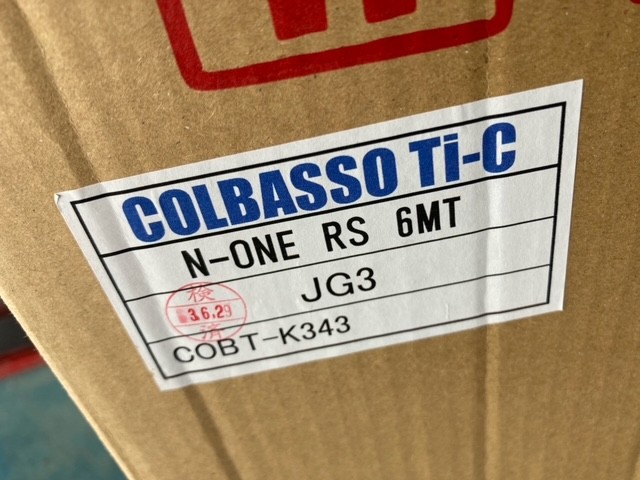 COLBASSO Ti-C
N-ONE RS 6MT
JG3
検
3.6.29
済
COBT-K343